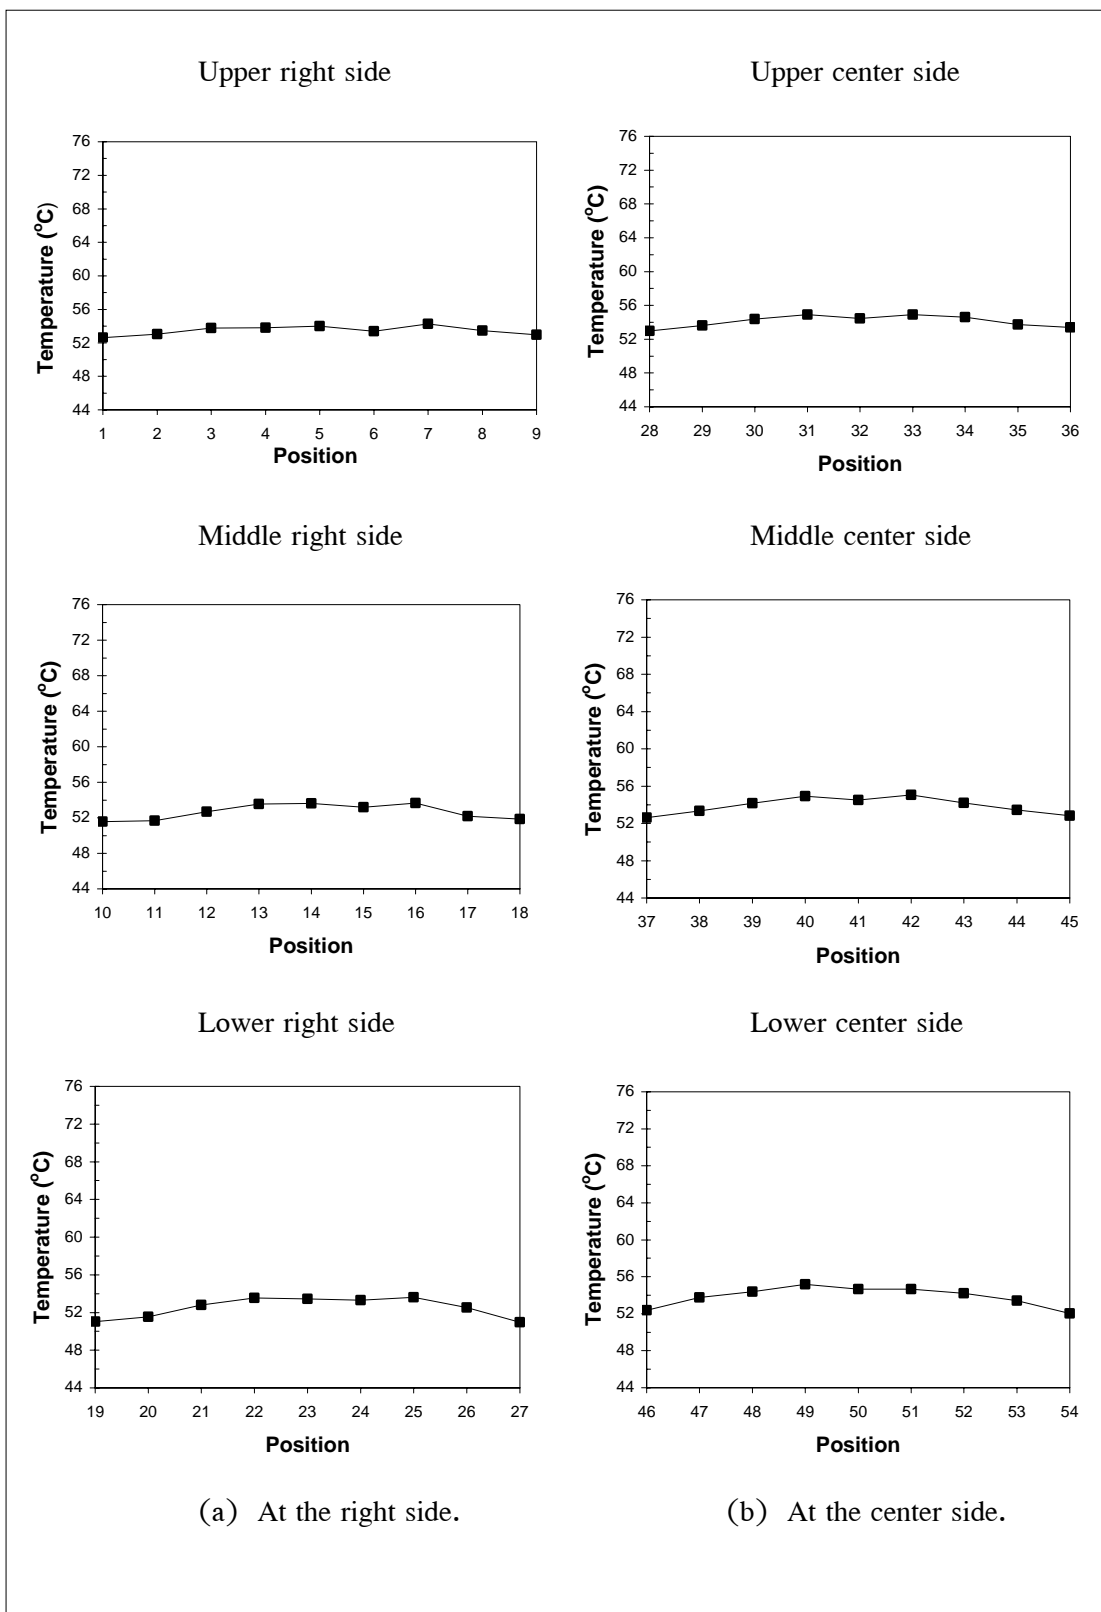 Upper right side
76
72
68
64
60
56
52
48
44
Temperature (oC)
1 2 3 4 5 6 7 8 9
Position
Upper center side
76
72
68
64
60
56
52
48
44
Temperature (oC)
28 29 30 31 32 33 34 35 36
Position
Middle right side
76
72
68
64
60
56
52
48
44
Temperature (oC)
10 11 12 13 14 15 16 17 18
Position
Middle center side
76
72
68
64
60
56
52
48
44
Temperature (oC)
37 38 39 40 41 42 43 44 45
Position
Lower right side
76
72
68
64
60
56
52
48
44
Temperature (oC)
19 20 21 22 23 24 25 26 27
Position
Lower center side
76
72
68
64
60
56
52
48
44
Temperature (oC)
46 47 48 49 50 51 52 53 54
Position
(a) At the right side.
(b) At the center side.